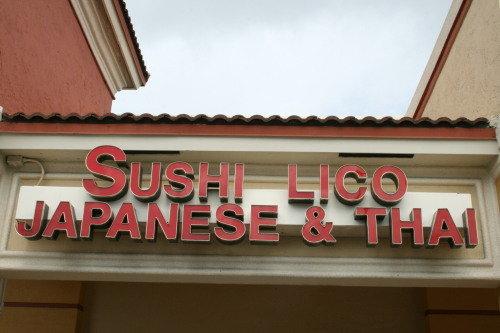 SUSHI LICO
JAPANESE & THAI